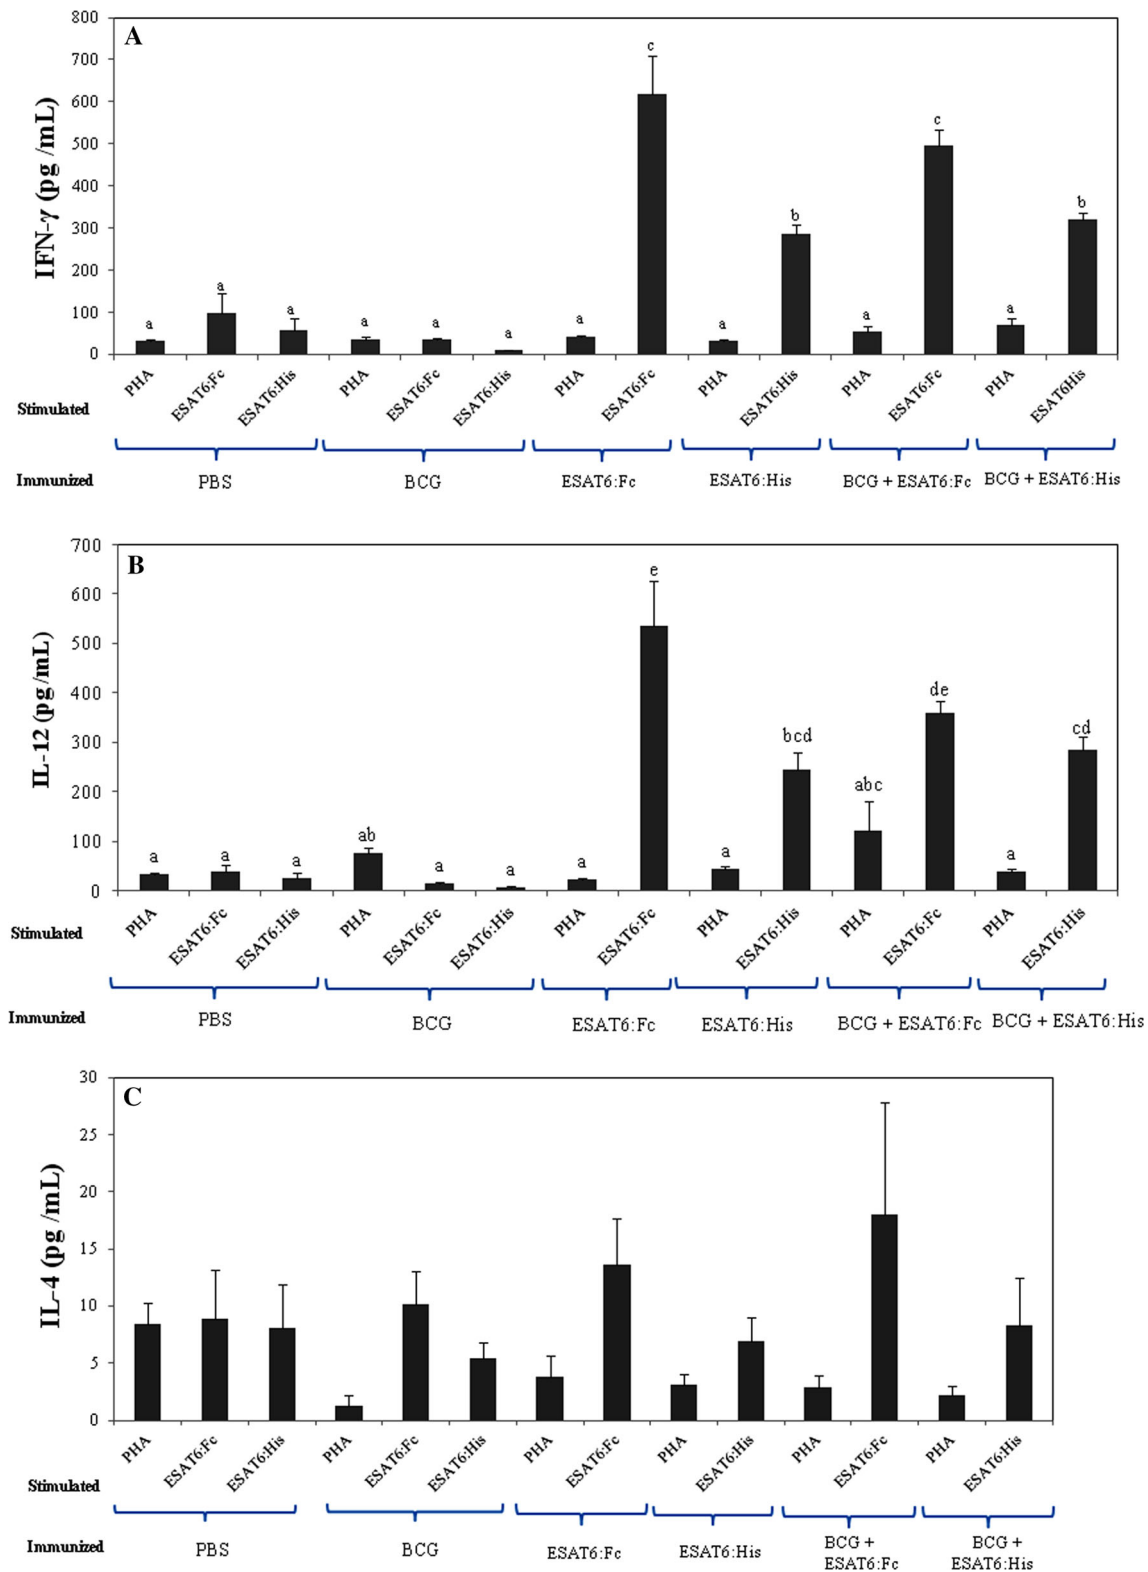 A
IFN-γ (pg /mL)
800
700
600
500
400
300
200
100
0
a
a
a
a
a
a
a
c
a
b
a
c
a
b
Stimulated
PHA
ESAT6:Fc
ESAT6:His
PHA
ESAT6:Fc
ESAT6:His
PHA
ESAT6:Fc
PHA
ESAT6:His
PHA
ESAT6:Fc
PHA
ESAT6His
Immunized
PBS
BCG
ESAT6:Fc
ESAT6:His
BCG + ESAT6:Fc
BCG + ESAT6:His
B
IL-12 (pg /mL)
700
600
500
400
300
200
100
0
a
a
a
ab
a
a
a
e
a
bcd
abc
de
a
cd
Stimulated
PHA
ESAT6:Fc
ESAT6:His
PHA
ESAT6:Fc
ESAT6:His
PHA
ESAT6:Fc
PHA
ESAT6:His
PHA
ESAT6:Fc
PHA
ESAT6:His
Immunized
PBS
BCG
ESAT6:Fc
ESAT6:His
BCG + ESAT6:Fc
BCG + ESAT6:His
C
IL-4 (pg /mL)
30
25
20
15
10
5
0
Stimulated
PHA
ESAT6:Fc
ESAT6:His
PHA
ESAT6:Fc
ESAT6:His
PHA
ESAT6:Fc
PHA
ESAT6:His
PHA
ESAT6:Fc
PHA
ESAT6:His
Immunized
PBS
BCG
ESAT6:Fc
ESAT6:His
BCG +
ESAT6:Fc
BCG +
ESAT6:His